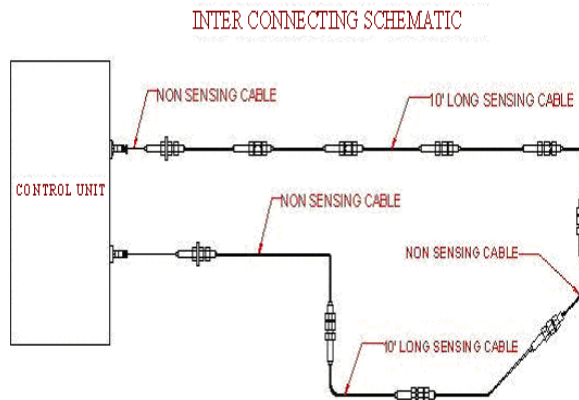 INTER CONNECTING SCHEMATIC
NON SENSING CABLE
10' LONG SENSING CABLE
CONTROL UNIT
NON SENSING CABLE
NON SENSING CABLE
10' LONG SENSING CABLE